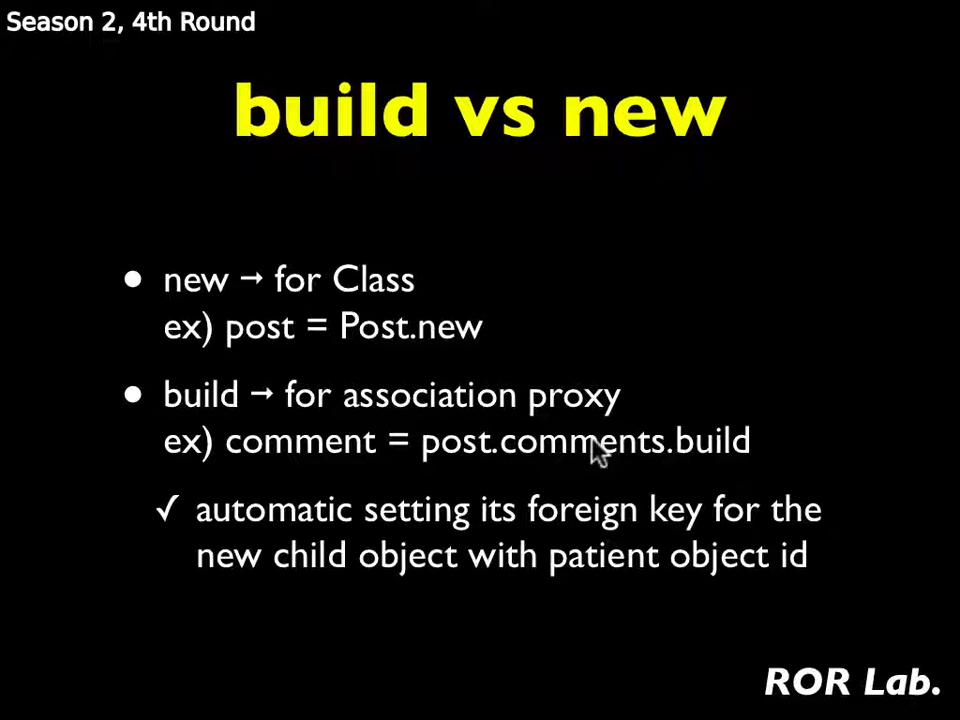 Season 2, 4th Round
build vs new
• new → for Class
ex) post = Post.new
• build → for association proxy
ex) comment = post.comments.build
✓ automatic setting its foreign key for the
new child object with patient object id
ROR Lab.